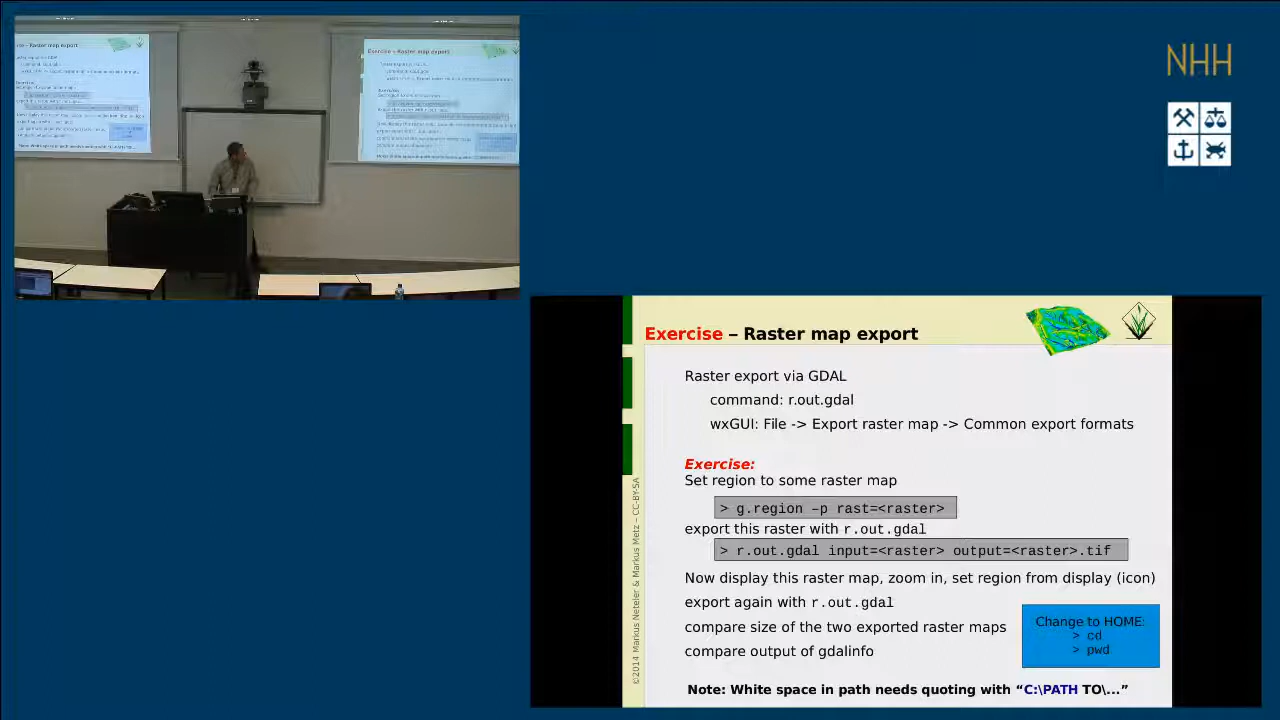 NHH
Exercise – Raster map export
Raster export via GDAL
command: r.out.gdal
wxGUI: File -> Export raster map -> Common export formats
Exercise:
Set region to some raster map
> g.region -p rast=<raster>
export this raster with r.out.gdal
> r.out.gdal input=<raster> output=<raster>.tif
Now display this raster map, zoom in, set region from display (icon)
export again with r.out.gdal
compare size of the two exported raster maps
compare output of gdalinfo
Change to HOME:
> cd
> pwd
Note: White space in path needs quoting with “C:\PATH TO\...”
©2014 Markus Neteler & Markus Metz – CC-BY-SA